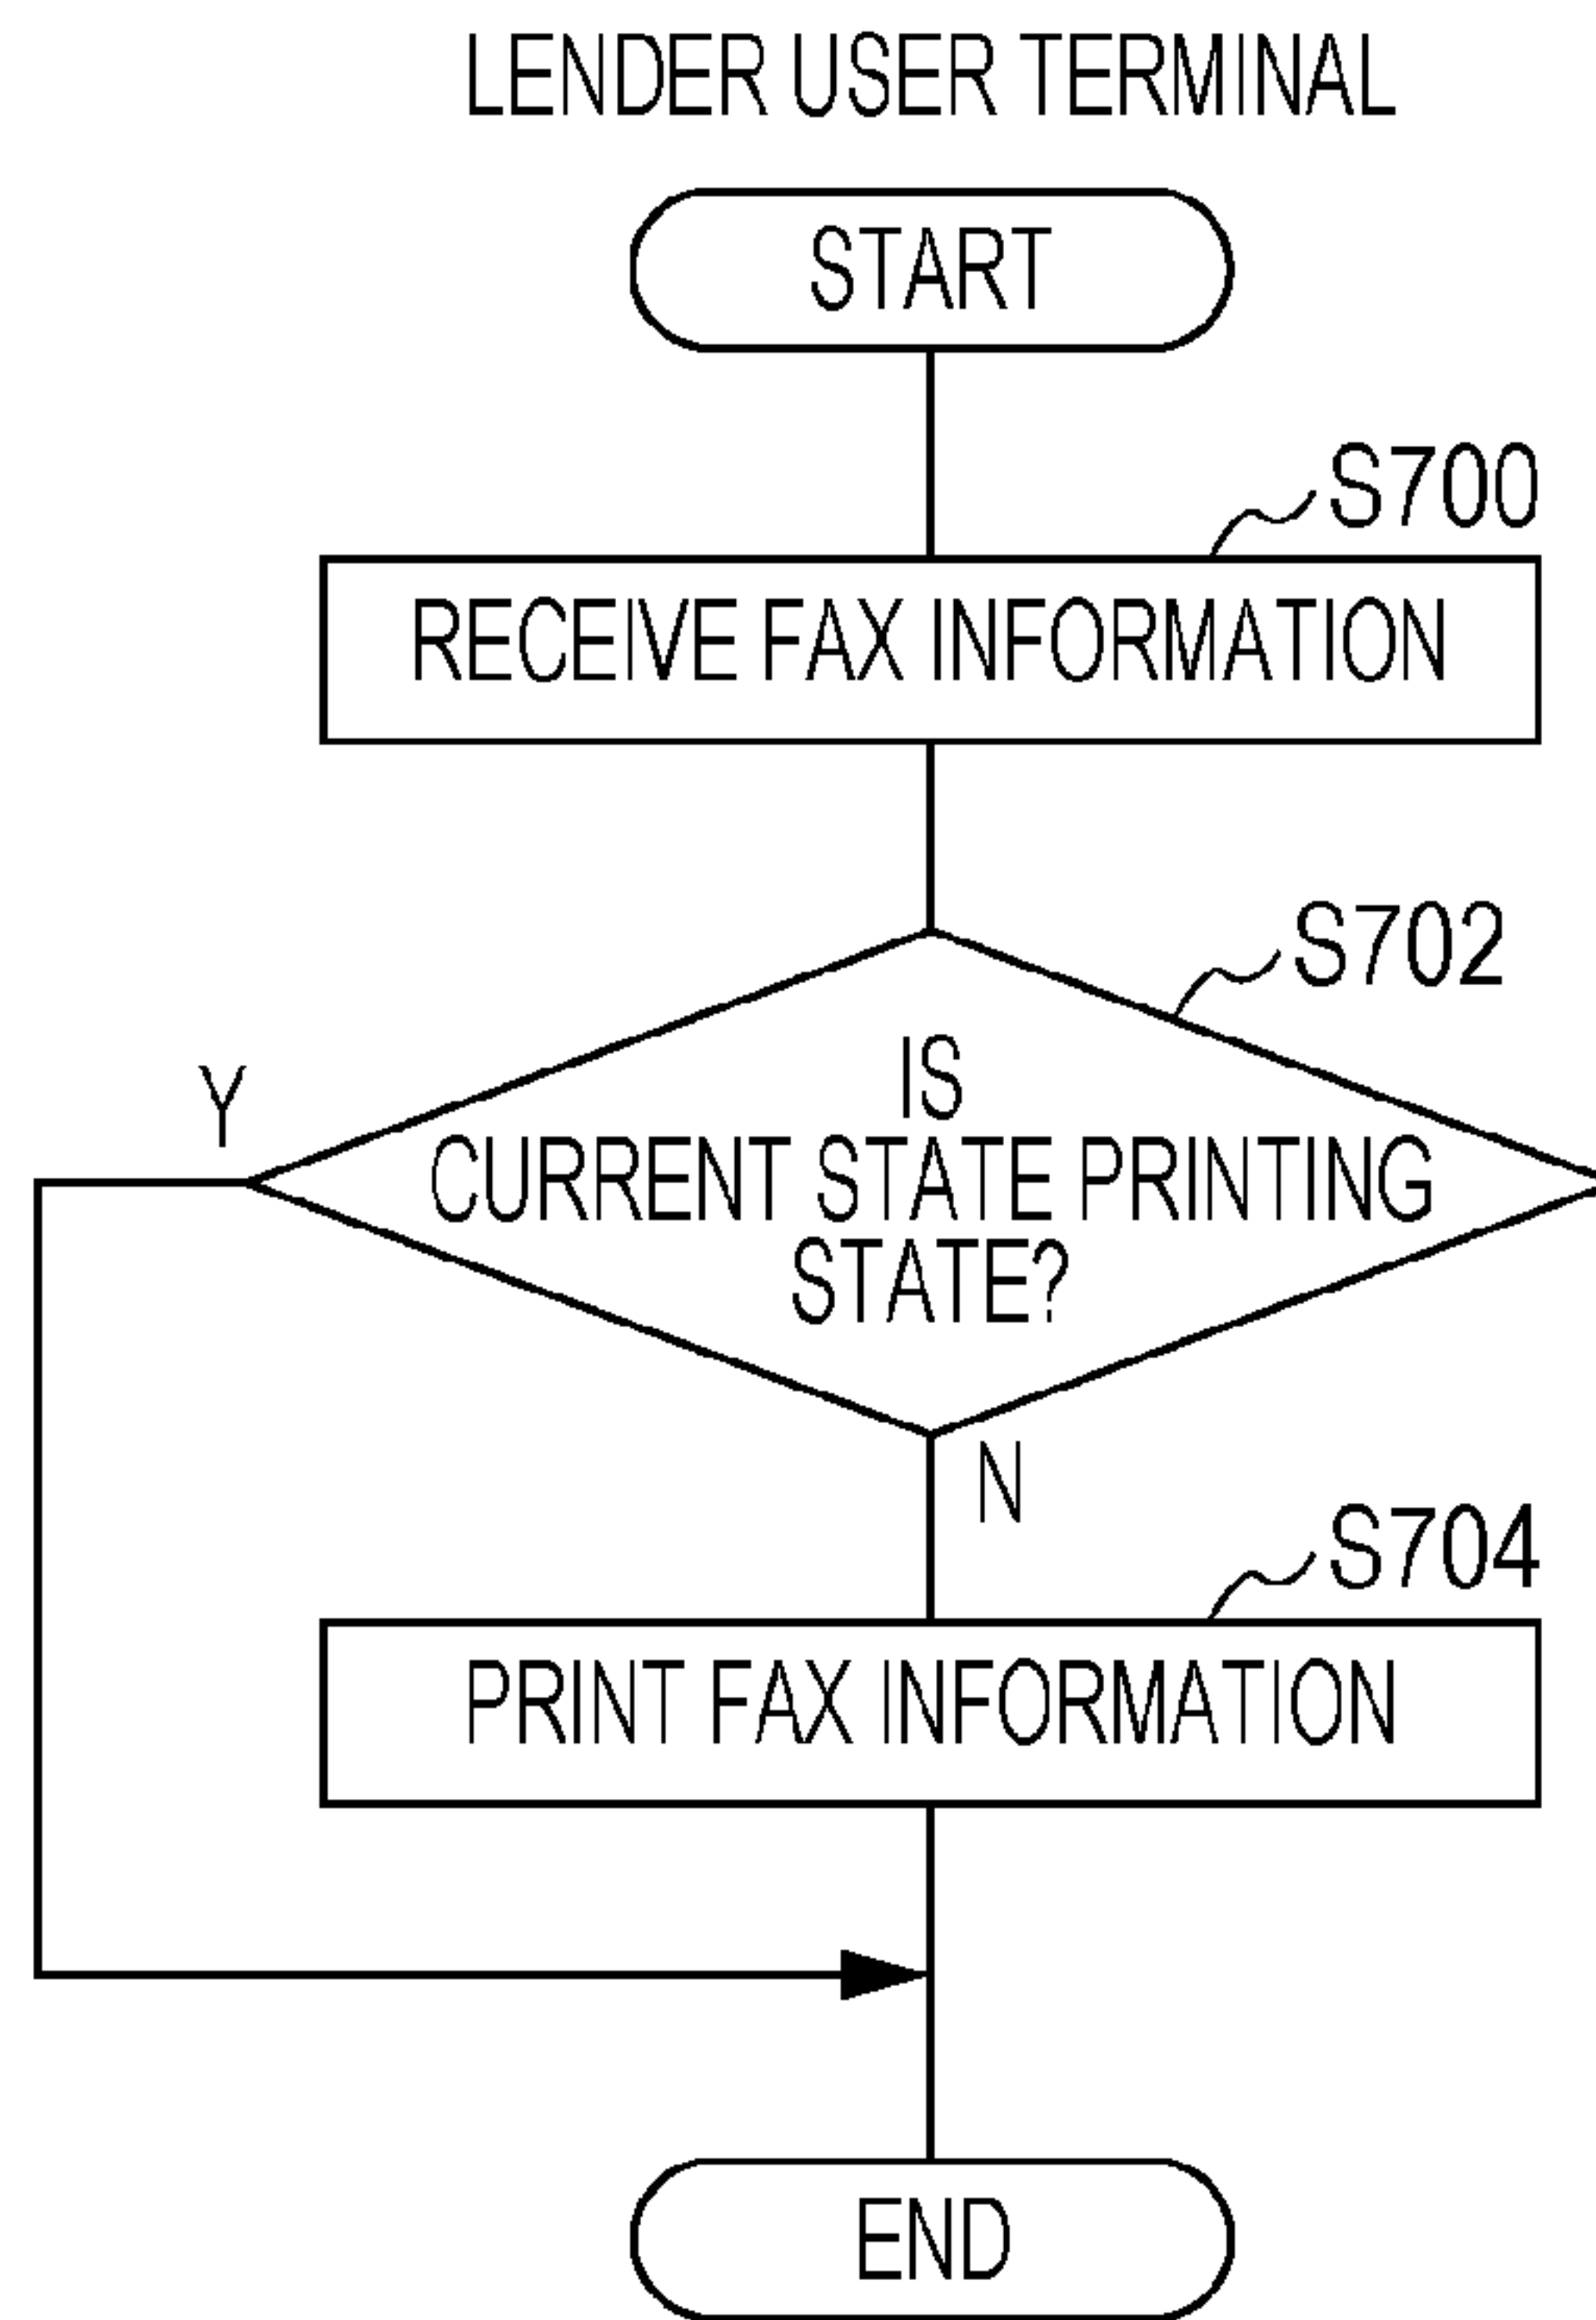 LENDER USER TERMINAL
START
S700
RECEIVE FAX INFORMATION
S702
Y
IS
CURRENT STATE PRINTING
STATE?
N
S704
PRINT FAX INFORMATION
END